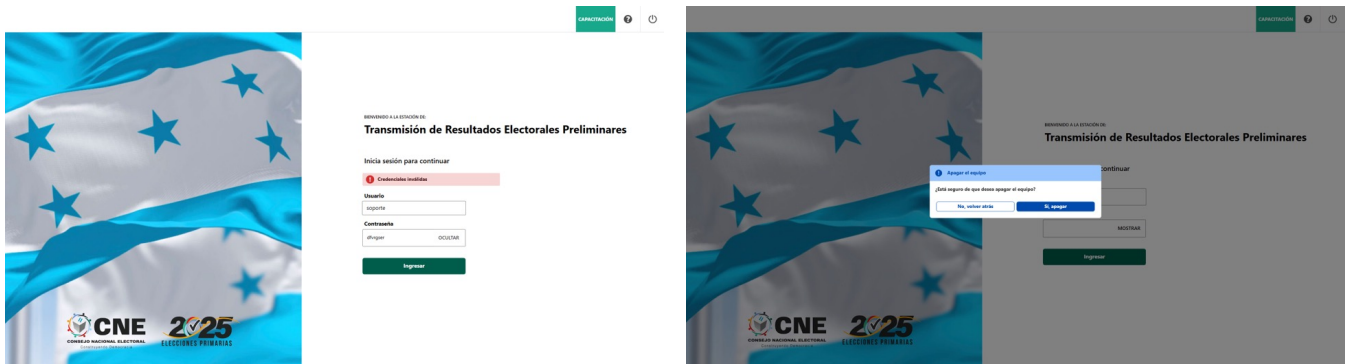 CAPACITACIÓN
BIENVENIDO A LA ESTACIÓN DE:
Transmisión de Resultados Electorales Preliminares
Inicia sesión para continuar
Credenciales inválidas
Usuario
soporte
Contraseña
OCULTAR
Ingresar
CNE
CONSEJO NACIONAL ELECTORAL
2025
ELECCIONES PRIMARIAS
CAPACITACIÓN
BIENVENIDO A LA ESTACIÓN DE:
Transmisión de Resultados Electorales Preliminares
continuar
Apagar el equipo
¿Está seguro de que desea apagar el equipo?
No, volver atrás
Sí, apagar
MOSTRAR
Ingresar
CNE
CONSEJO NACIONAL ELECTORAL
2025
ELECCIONES PRIMARIAS